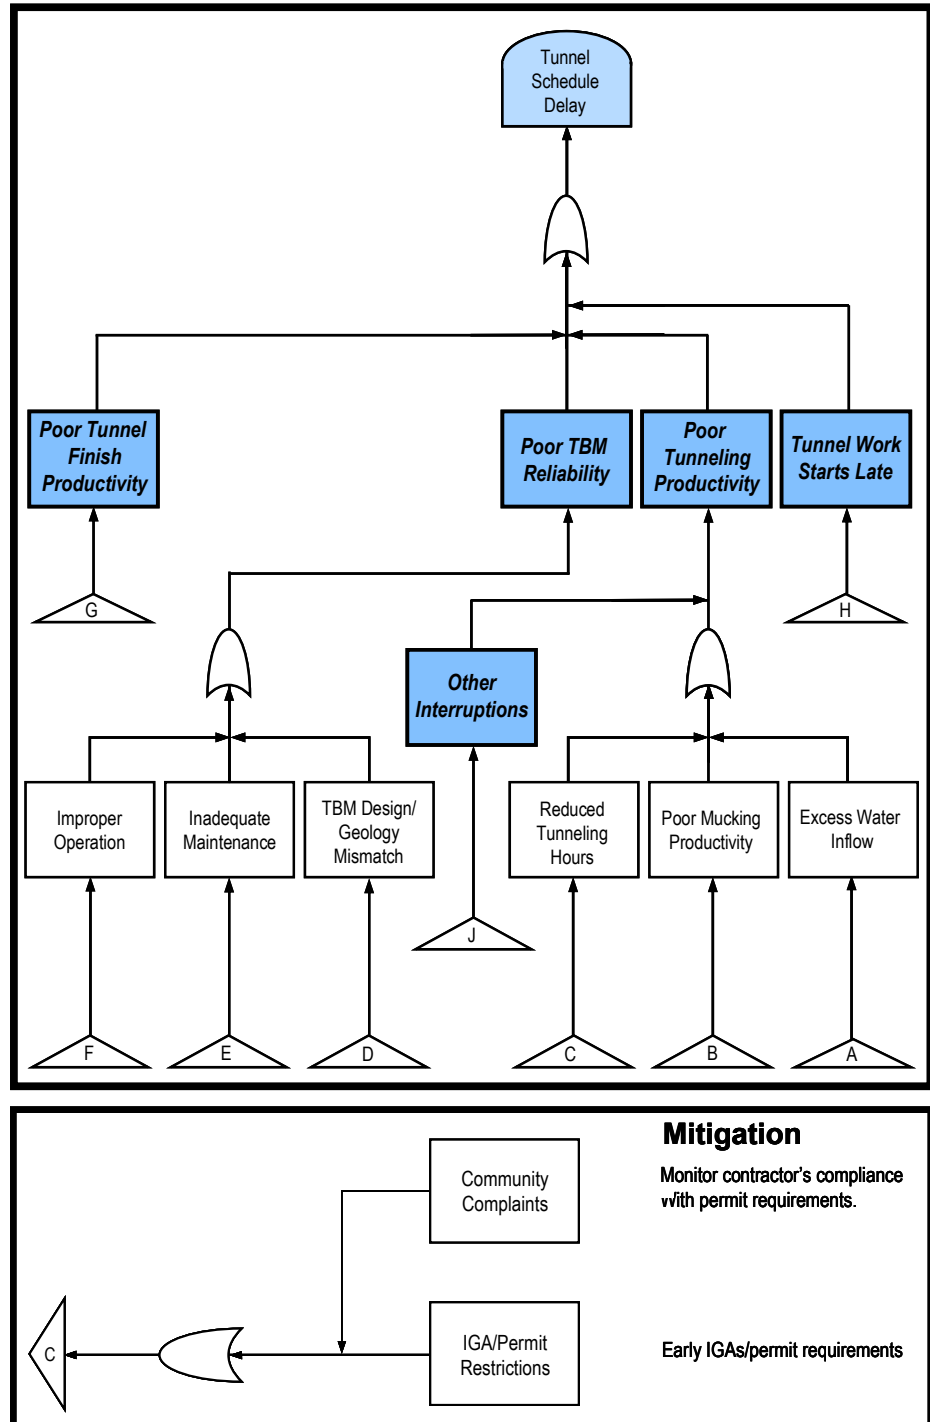 Tunnel
Schedule
Delay
Poor Tunnel
Finish
Productivity
Poor TBM
Reliability
Poor
Tunneling
Productivity
Tunnel Work
Starts Late
G
H
Other
Interruptions
Improper
Operation
Inadequate
Maintenance
TBM Design/
Geology
Mismatch
Reduced
Tunneling
Hours
Poor Mucking
Productivity
Excess Water
Inflow
J
F
E
D
C
B
A
Mitigation
Community
Complaints
Monitor contractor's compliance
with permit requirements.
C
IGA/Permit
Restrictions
Early IGAs/permit requirements